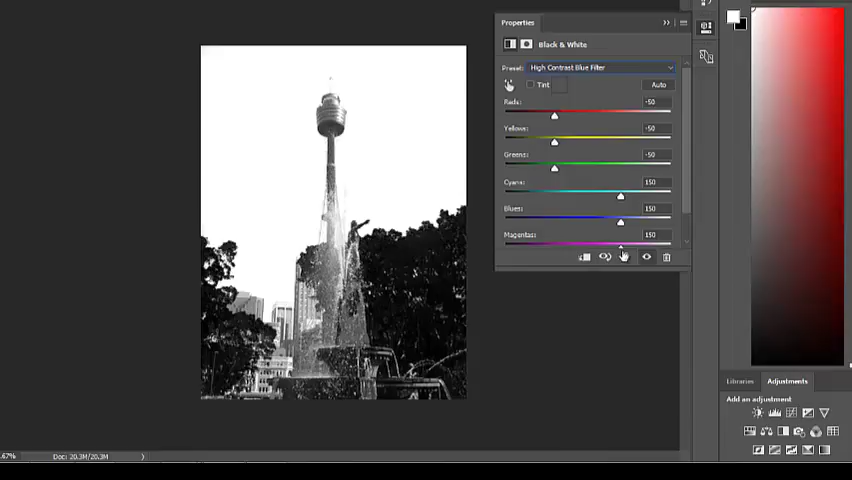 Properties
Black & White
Preset: High Contrast Blue Filter
Tint
Auto
Reds: -50
Yellows: -50
Greens: -50
Cyans: 150
Blues: 150
Magentas: 150
Libraries Adjustments
Add an adjustment
.67% Doc: 20.3M/20.3M